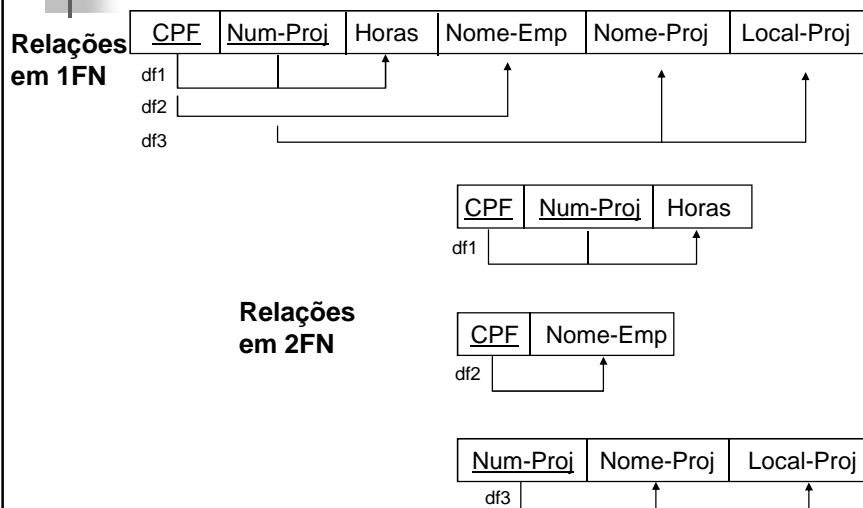 Relações
em 1FN
CPF Num-Proj Horas Nome-Emp Nome-Proj Local-Proj
df1
df2
df3
CPF Num-Proj Horas
df1
Relações
em 2FN
CPF Nome-Emp
df2
Num-Proj Nome-Proj Local-Proj
df3